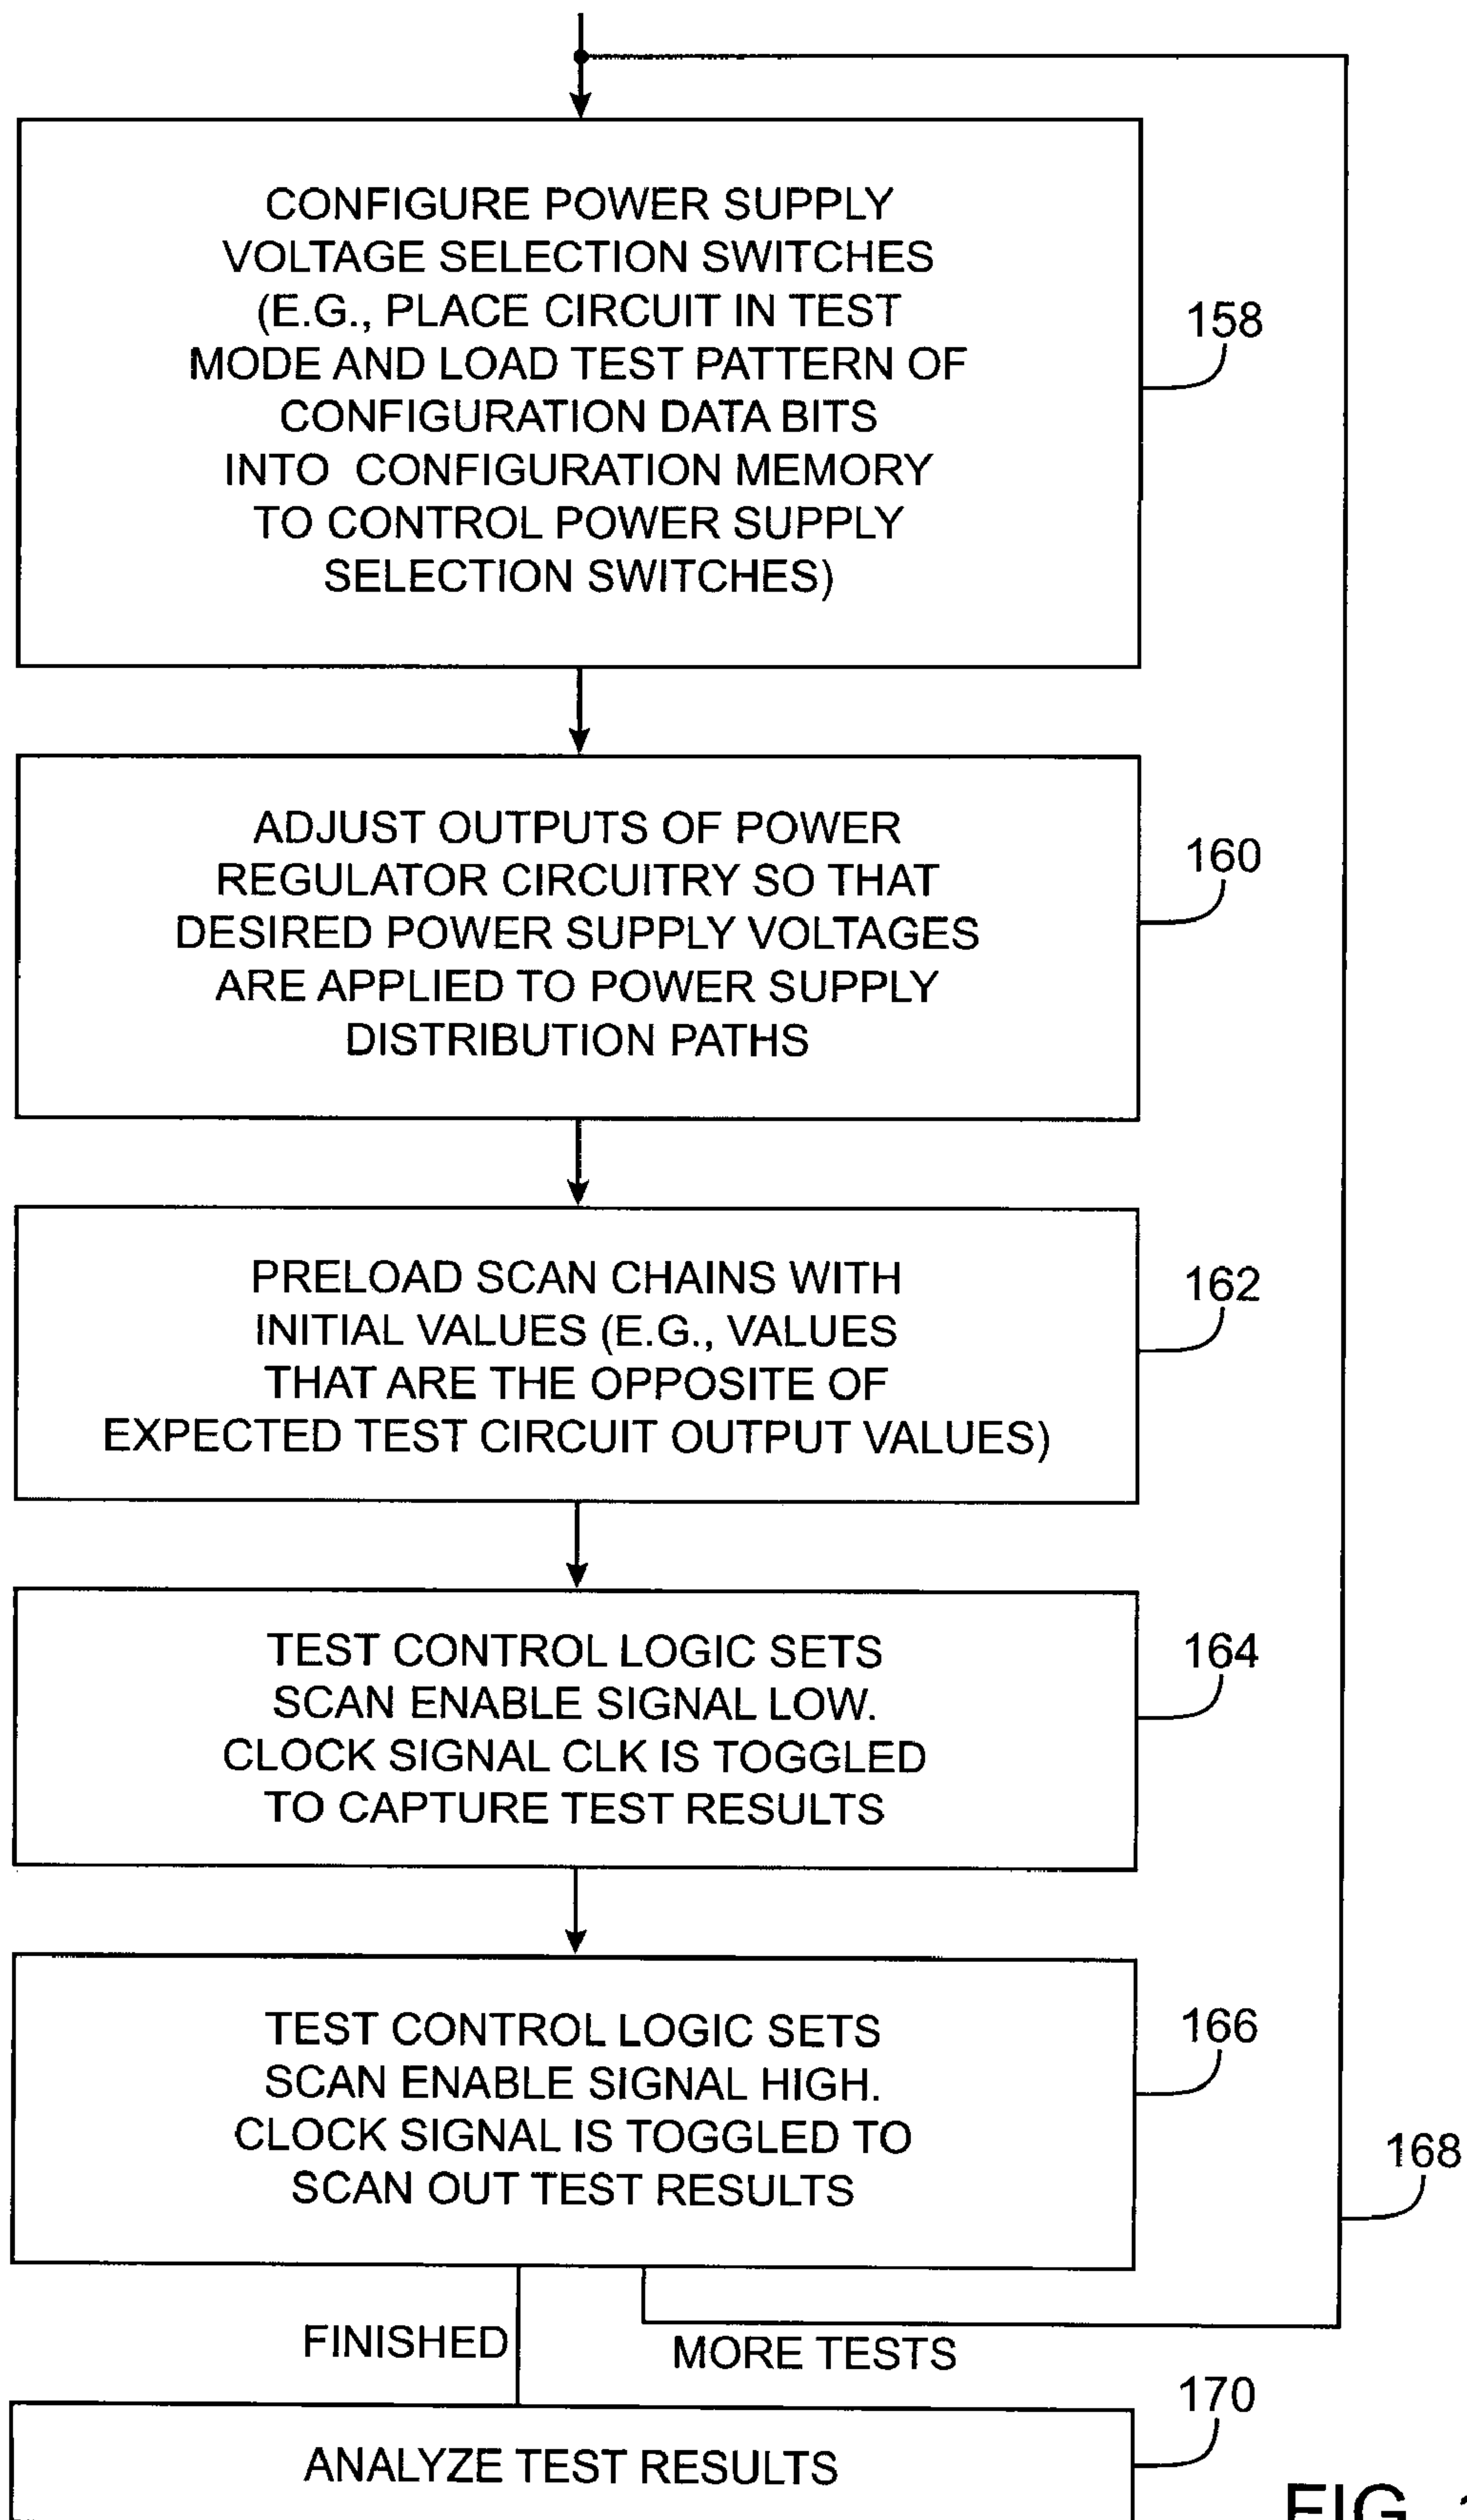 CONFIGURE POWER SUPPLY
VOLTAGE SELECTION SWITCHES
(E.G., PLACE CIRCUIT IN TEST
MODE AND LOAD TEST PATTERN OF
CONFIGURATION DATA BITS
INTO CONFIGURATION MEMORY
TO CONTROL POWER SUPPLY
SELECTION SWITCHES)
158
ADJUST OUTPUTS OF POWER
REGULATOR CIRCUITRY SO THAT
DESIRED POWER SUPPLY VOLTAGES
ARE APPLIED TO POWER SUPPLY
DISTRIBUTION PATHS
160
PRELOAD SCAN CHAINS WITH
INITIAL VALUES (E.G., VALUES
THAT ARE THE OPPOSITE OF
EXPECTED TEST CIRCUIT OUTPUT VALUES)
162
TEST CONTROL LOGIC SETS
SCAN ENABLE SIGNAL LOW.
CLOCK SIGNAL CLK IS TOGGLED
TO CAPTURE TEST RESULTS
164
TEST CONTROL LOGIC SETS
SCAN ENABLE SIGNAL HIGH.
CLOCK SIGNAL IS TOGGLED TO
SCAN OUT TEST RESULTS
166
168
FINISHED
MORE TESTS
170
ANALYZE TEST RESULTS
FIG.